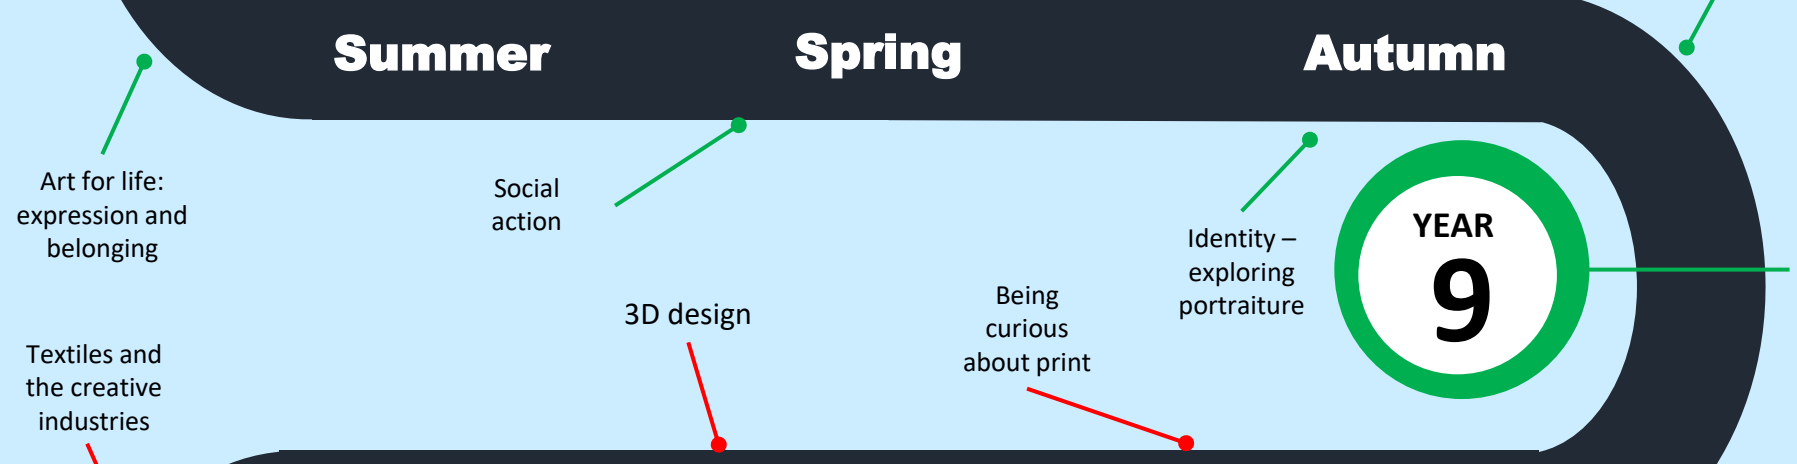 Summer
Spring
Autumn
Art for life:
expression and
belonging
Social
action
Identity –
exploring
portraiture
YEAR
9
3D design
Being
curious
about print
Textiles and
the creative
industries